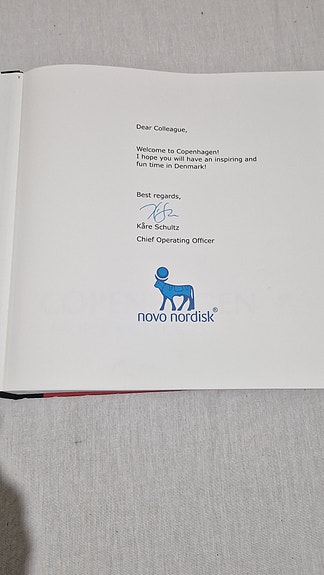 Dear Colleague,
Welcome to Copenhagen!
I hope you will have an inspiring and
fun time in Denmark!
Best regards,
Kåre Schultz
Chief Operating Officer
novo nordisk®